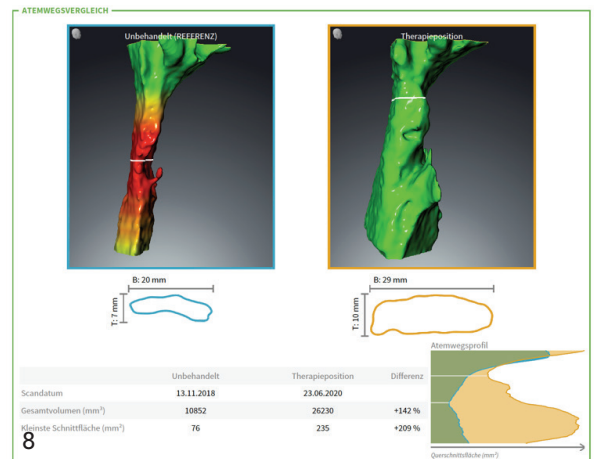 ATEMWEGSVERGLEICH
Unbehandelt (REFERENZ)
Therapieposition
B: 20 mm
T: 7 mm
B: 29 mm
T: 10 mm
Atemwegsprofil
Unbehandelt Therapieposition Differenz
Scandatum 13.11.2018 23.06.2020
Gesamtvolumen (mm³) 10852 26230 +142 %
Kleinste Schnittfläche (mm²) 76 235 +209 %
Querschnittsfläche (mm²)
8